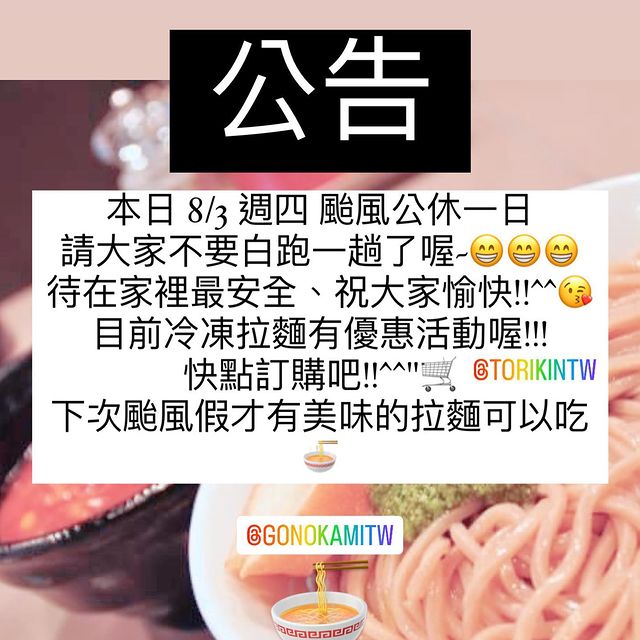 公告
本日 8/3 週四 颱風公休一日
請大家不要白跑一趟了喔~😁😁😁
待在家裡最安全、祝大家愉快!!^^😘
目前冷凍拉麵有優惠活動喔!!!
快點訂購吧!!^^"🛒 @TORIKINTW
下次颱風假才有美味的拉麵可以吃
🍜
@GONOKAMITW